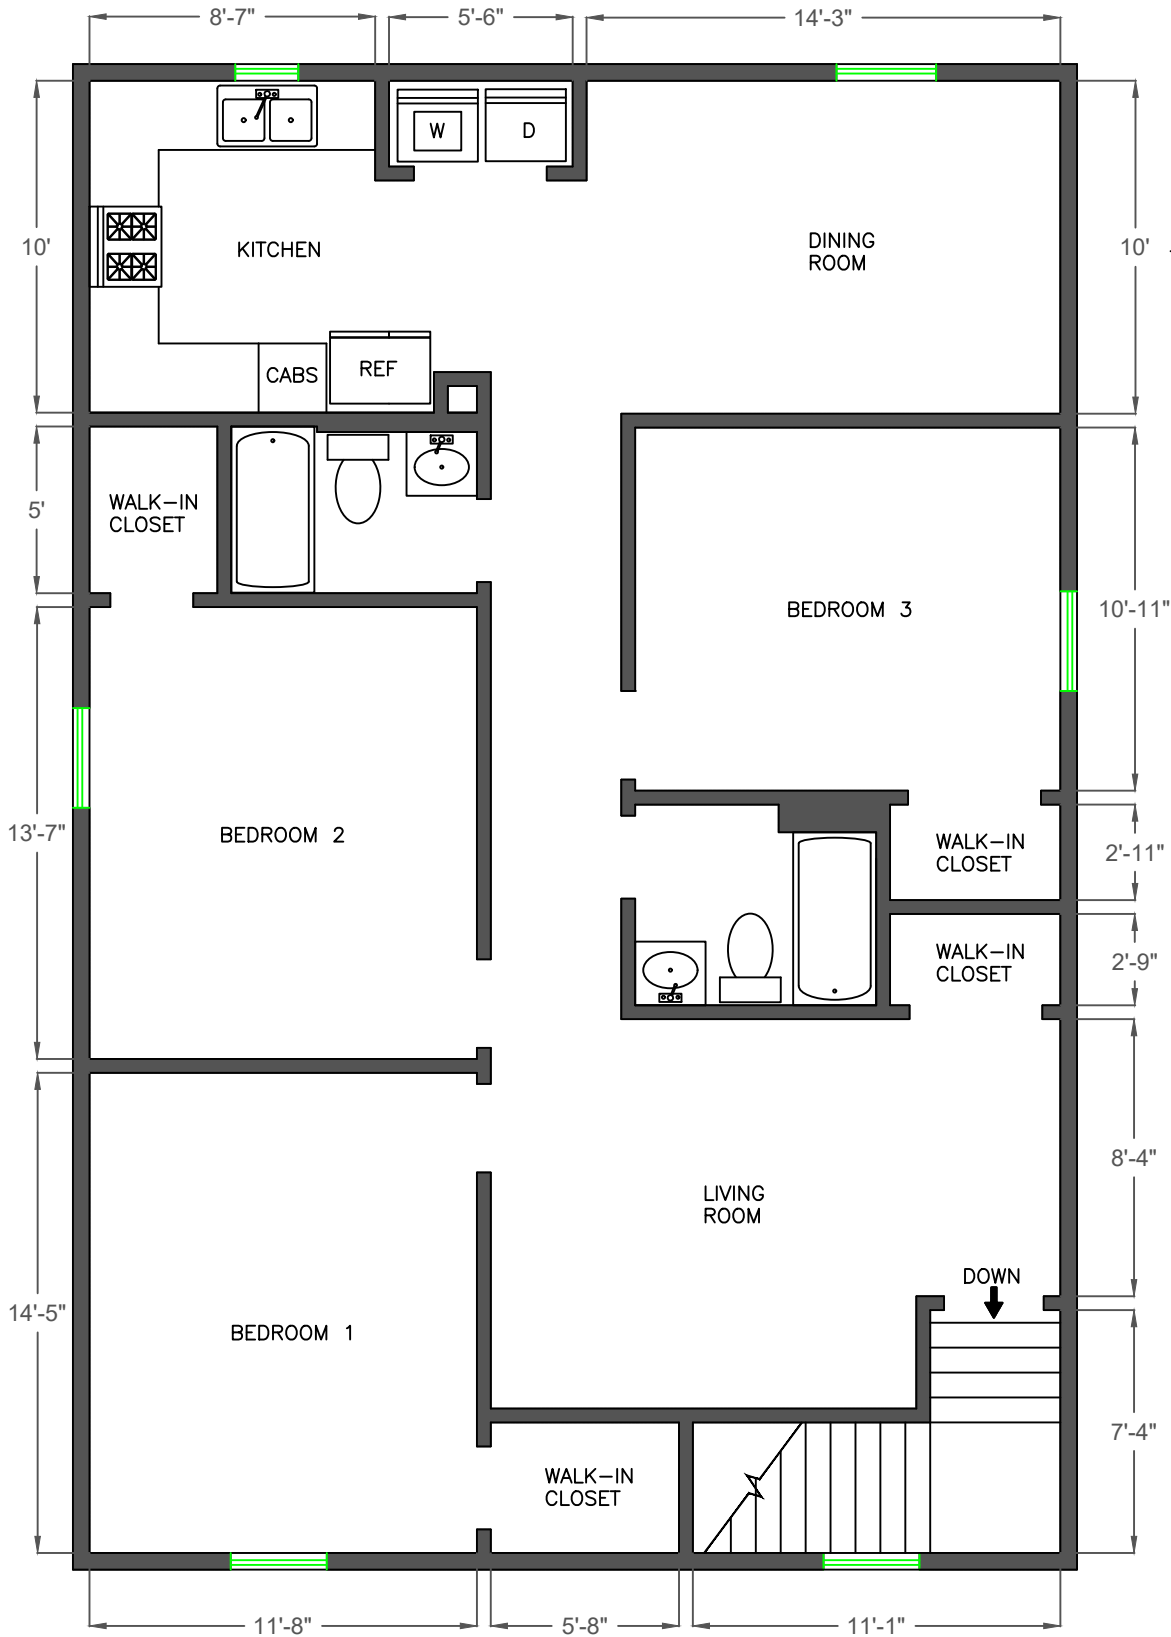 8'-7"
5'-6"
14'-3"
W
D
10'
KITCHEN
DINING
ROOM
10'
CABS
REF
5'
WALK-IN
CLOSET
BEDROOM 3
10'-11"
13'-7"
BEDROOM 2
WALK-IN
CLOSET
2'-11"
WALK-IN
CLOSET
2'-9"
8'-4"
LIVING
ROOM
DOWN
14'-5"
BEDROOM 1
7'-4"
WALK-IN
CLOSET
11'-8"
5'-8"
11'-1"